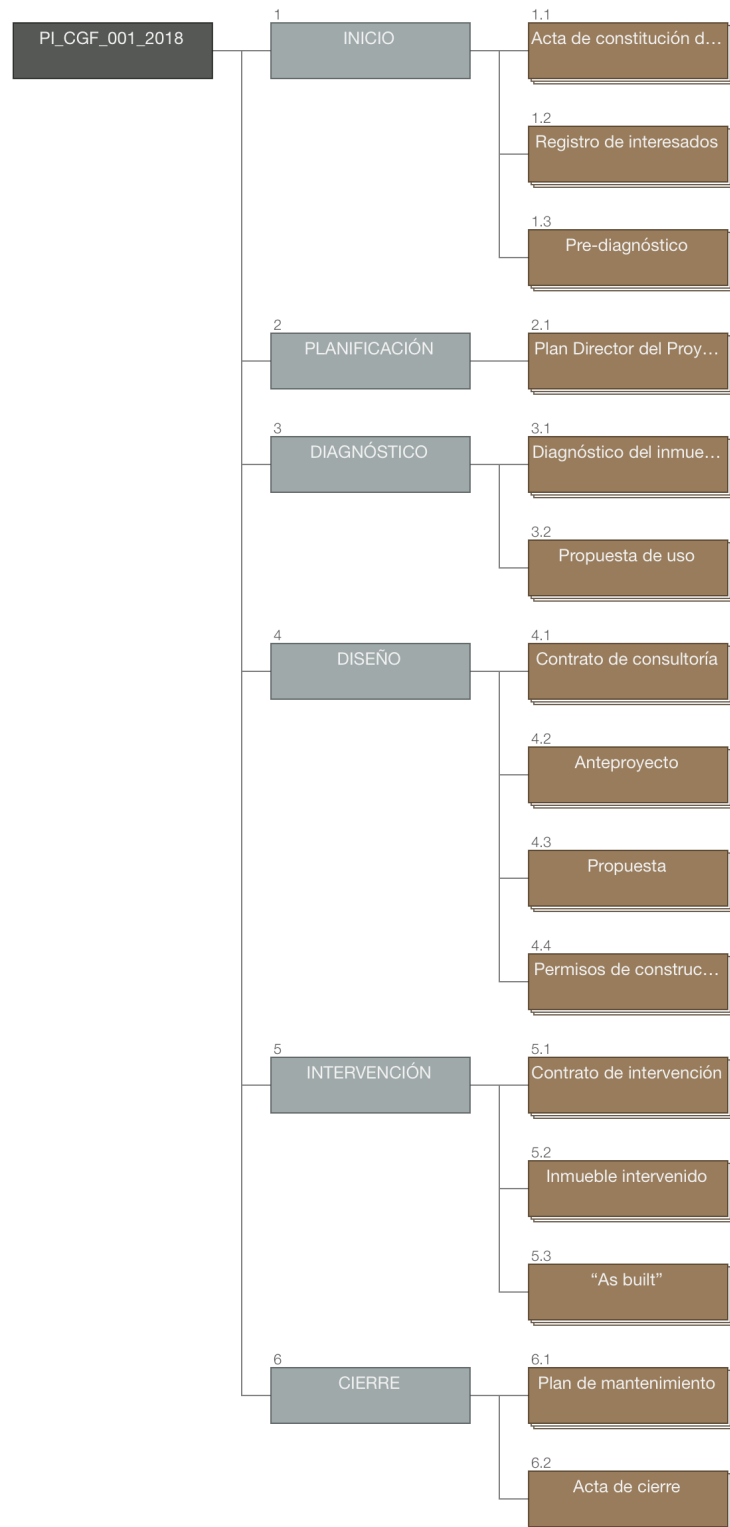 PI_CGF_001_2018
1
INICIO
1.1
Acta de constitución d...
1.2
Registro de interesados
1.3
Pre-diagnóstico
2
PLANIFICACIÓN
2.1
Plan Director del Proy...
3
DIAGNÓSTICO
3.1
Diagnóstico del inmue...
3.2
Propuesta de uso
4
DISEÑO
4.1
Contrato de consultoría
4.2
Anteproyecto
4.3
Propuesta
4.4
Permisos de construc...
5
INTERVENCIÓN
5.1
Contrato de intervención
5.2
Inmueble intervenido
5.3
“As built”
6
CIERRE
6.1
Plan de mantenimiento
6.2
Acta de cierre